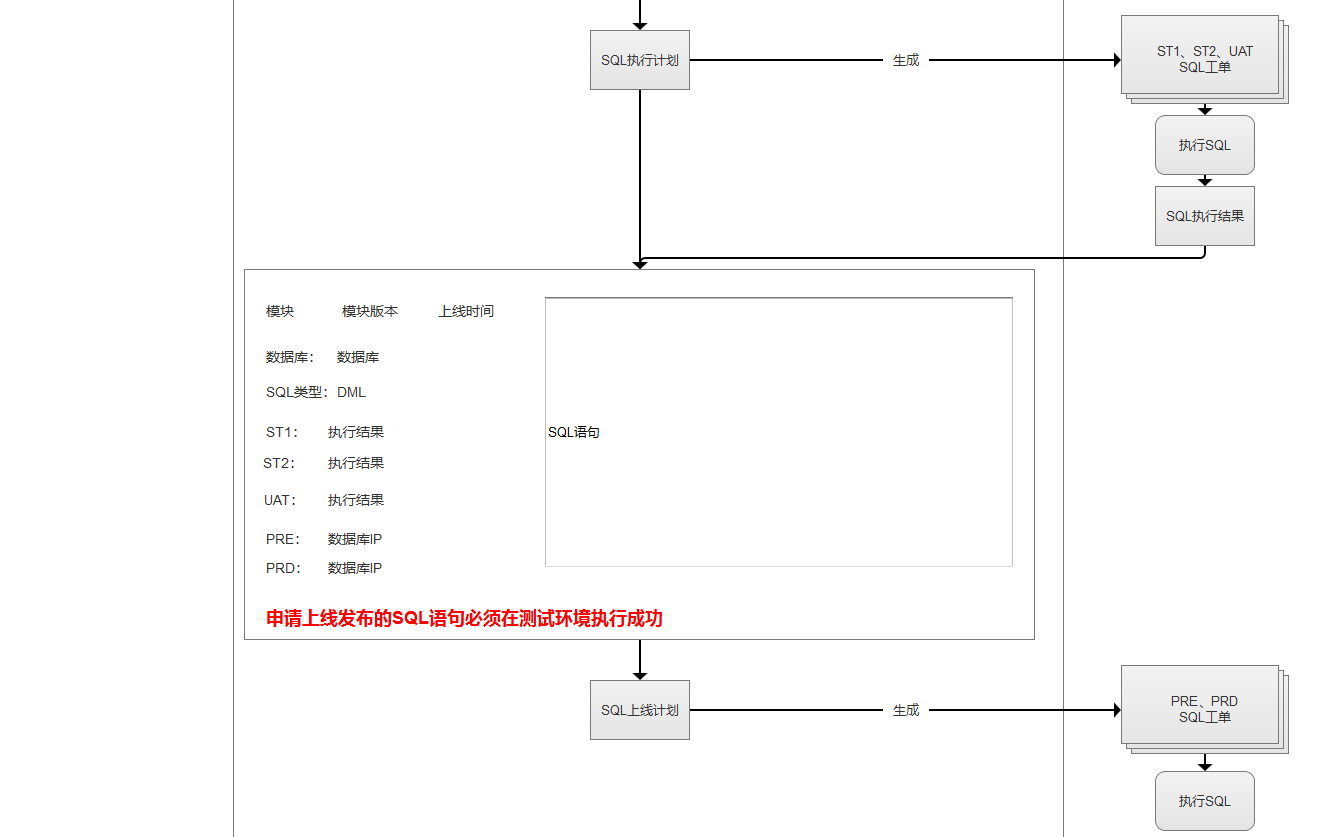 SQL执行计划
生成
ST1、ST2、UAT
SQL工单
执行SQL
SQL执行结果
模块 模块版本 上线时间
数据库： 数据库
SQL类型：DML
ST1： 执行结果
SQL语句
ST2： 执行结果
UAT： 执行结果
PRE： 数据库IP
PRD： 数据库IP
申请上线发布的SQL语句必须在测试环境执行成功
SQL上线计划
生成
PRE、PRD
SQL工单
执行SQL